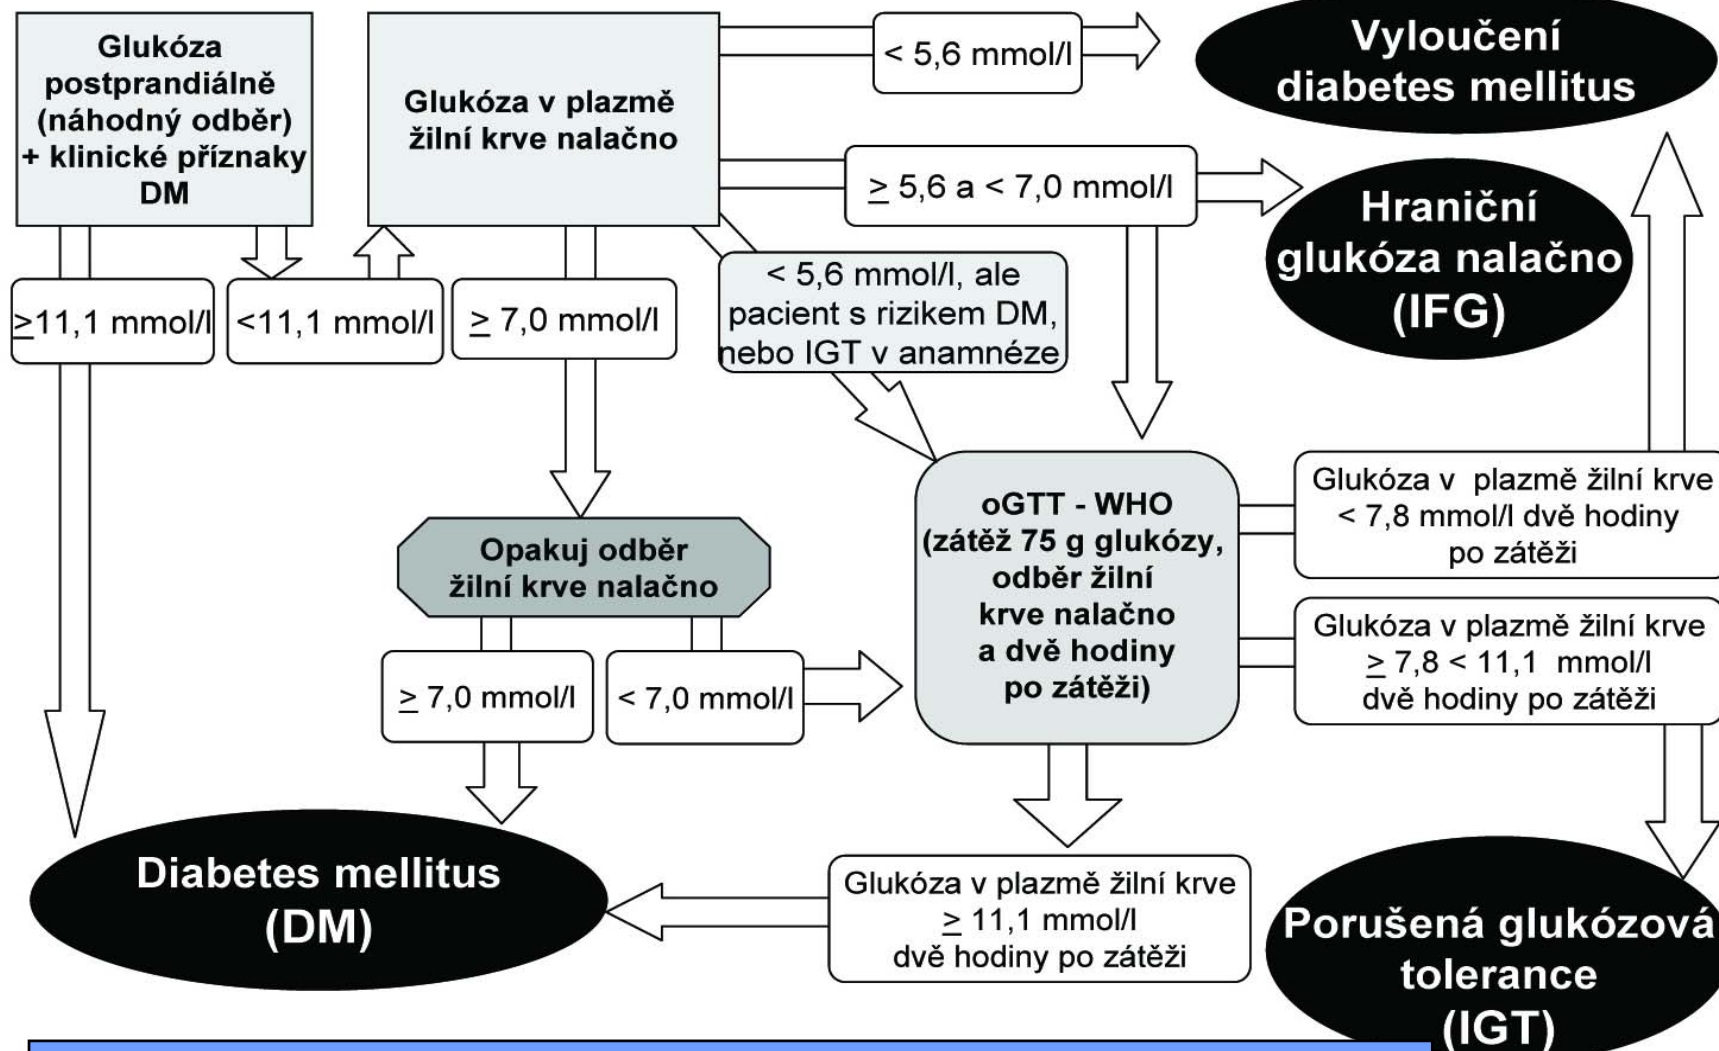 Glukóza
postprandiálně
(náhodný odběr)
+ klinické příznaky
DM
Glukóza v plazmě
žilní krve nalačno
< 5,6 mmol/l
Vyloučení
diabetes mellitus
≥ 5,6 a < 7,0 mmol/l
Hraniční
glukóza nalačno
(IFG)
≥11,1 mmol/l
<11,1 mmol/l
≥ 7,0 mmol/l
< 5,6 mmol/l, ale
pacient s rizikem DM,
nebo IGT v anamnéze
Opakuj odběr
žilní krve nalačno
≥ 7,0 mmol/l
< 7,0 mmol/l
oGTT - WHO
(zátěž 75 g glukózy,
odběr žilní
krve nalačno
a dvě hodiny
po zátěži)
Glukóza v plazmě žilní krve
< 7,8 mmol/l dvě hodiny
po zátěži
Glukóza v plazmě žilní krve
≥ 7,8 < 11,1 mmol/l
dvě hodiny po zátěži
Diabetes mellitus
(DM)
Glukóza v plazmě žilní krve
≥ 11,1 mmol/l
dvě hodiny po zátěži
Porušená glukózová
tolerance
(IGT)